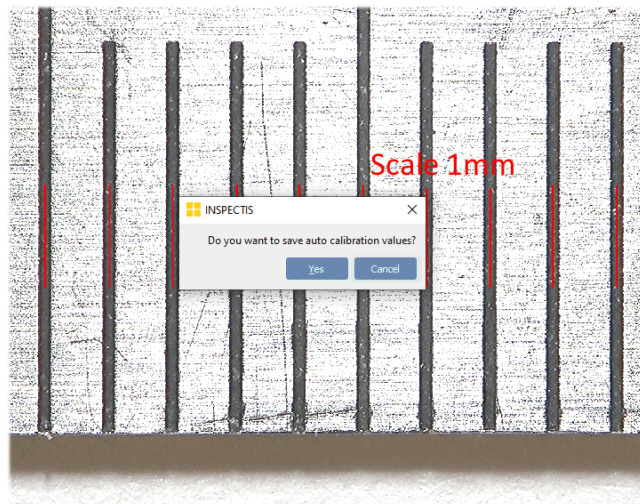 Scale 1mm
INSPECTIS
Do you want to save auto calibration values?
Yes
Cancel